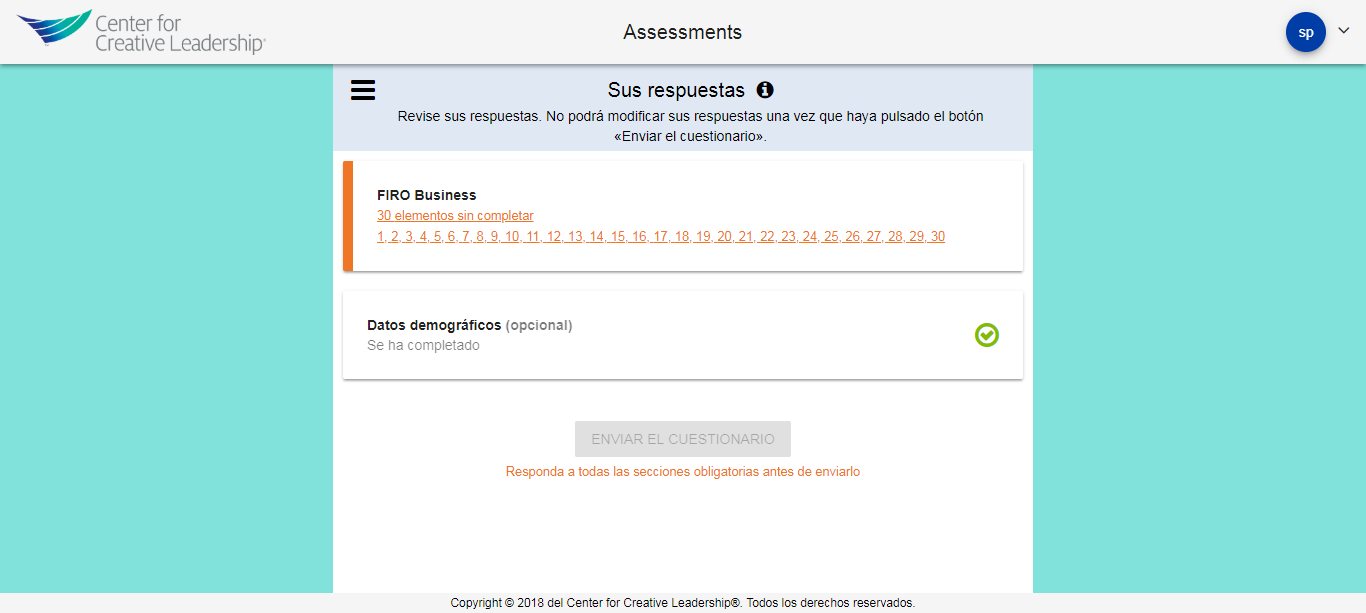 Center for
Creative Leadership®
Assessments
sp
Sus respuestas
Revise sus respuestas. No podrá modificar sus respuestas una vez que haya pulsado el botón
«Enviar el cuestionario».
FIRO Business
30 elementos sin completar
1, 2, 3, 4, 5, 6, 7, 8, 9, 10, 11, 12, 13, 14, 15, 16, 17, 18, 19, 20, 21, 22, 23, 24, 25, 26, 27, 28, 29, 30
Datos demográficos (opcional)
Se ha completado
ENVIAR EL CUESTIONARIO
Responda a todas las secciones obligatorias antes de enviarlo
Copyright © 2018 del Center for Creative Leadership®. Todos los derechos reservados.